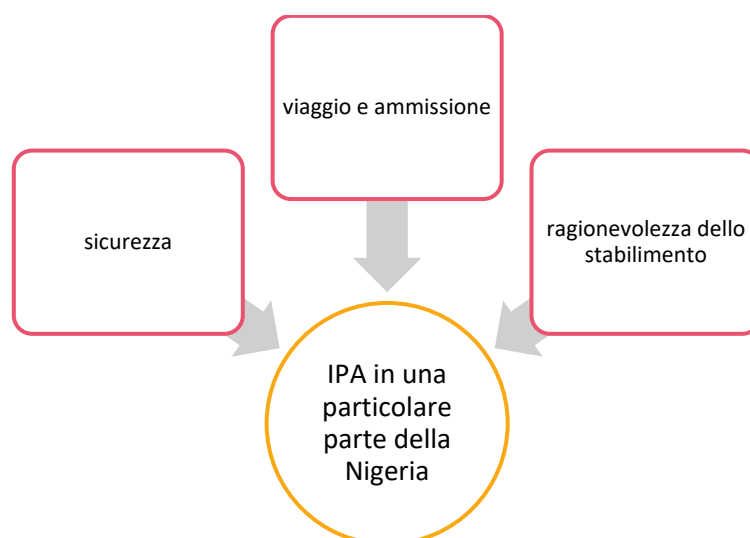 viaggio e ammissione
sicurezza
ragionevolezza dello
stabilimento
IPA in una
particolare
parte della
Nigeria